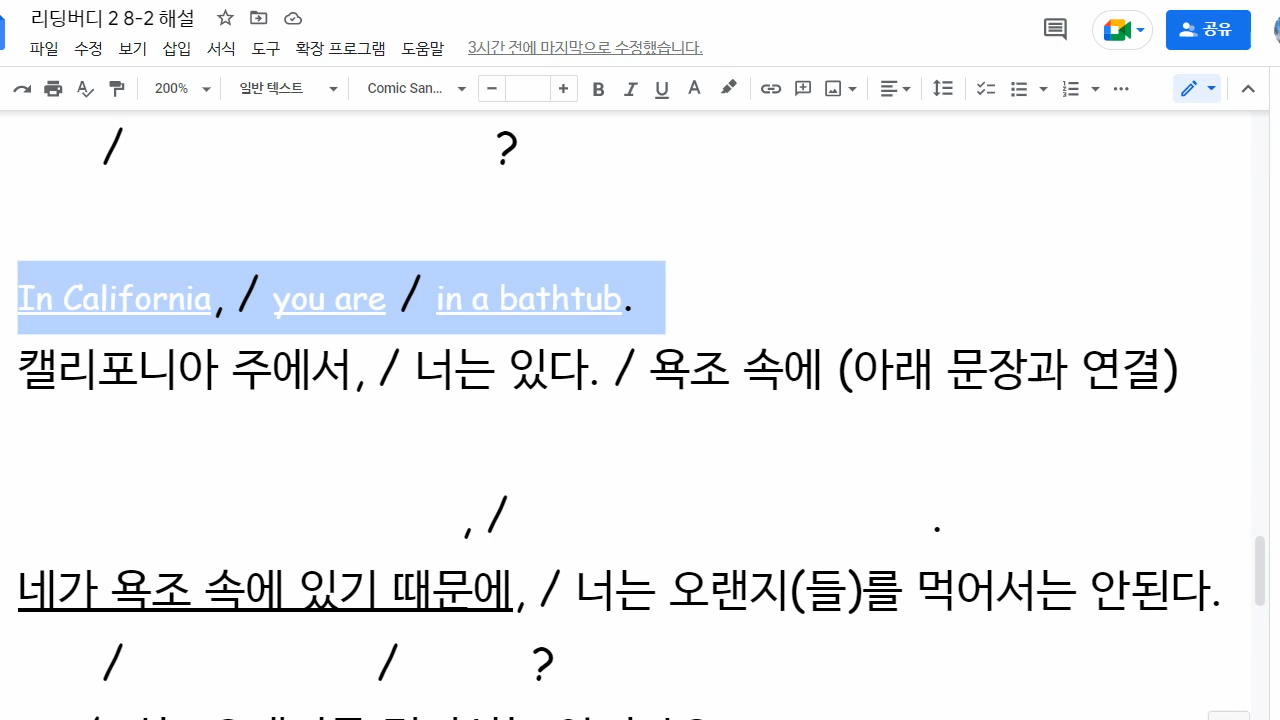 리딩버디 2 8-2 해설
파일 수정 보기 삽입 서식 도구 확장 프로그램 도움말 3시간 전에 마지막으로 수정했습니다.
공유
200% 일반 텍스트 Comic San... − + B I U A
/ ?
In California, / you are / in a bathtub.
캘리포니아 주에서, / 너는 있다. / 욕조 속에 (아래 문장과 연결)
, / .
네가 욕조 속에 있기 때문에, / 너는 오랜지(들)를 먹어서는 안된다.
/ / ?